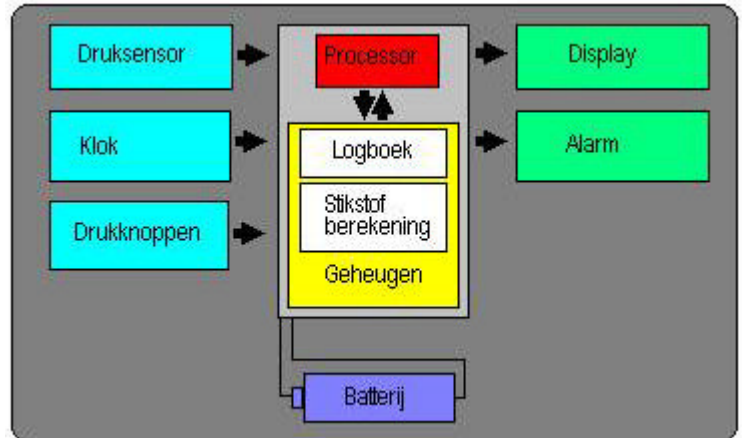 Druksensor
Klok
Drukknoppen
Processor
Logboek
Stikstof
berekening
Geheugen
Display
Alarm
Batterij